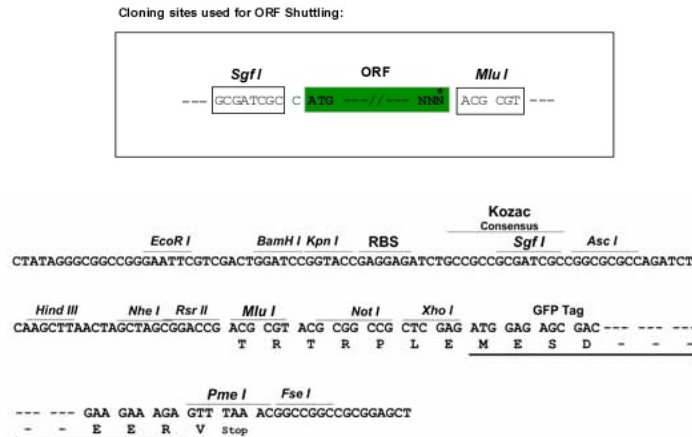 Cloning sites used for ORF Shuttling:
Sgf I ORF Mlu I
--- GCGATCGC C ATG ---//--- NNN* ACG CGT ---
Kozac
Consensus
EcoR I BamH I Kpn I RBS Sgf I Asc I
CTATAGGGCGGCCGGGAATTCGTCGACTGGATCCGGTACCGAGGAGATCTGCCGCCGCGATCGCCGGCGCGCCAGATCT
Hind III Nhe I Rsr II Mlu I Not I Xho I GFP Tag
CAAGCTTAACTAGCTAGCGGACCG ACG CGT ACG CGG CCG CTC GAG ATG GAG AGC GAC --- --- ---
T R T R P L E M E S D - - -
Pme I Fse I
--- --- GAA GAA AGA GTT TAA ACGGCCGGCCGCGGAGCT
- - E E R V Stop